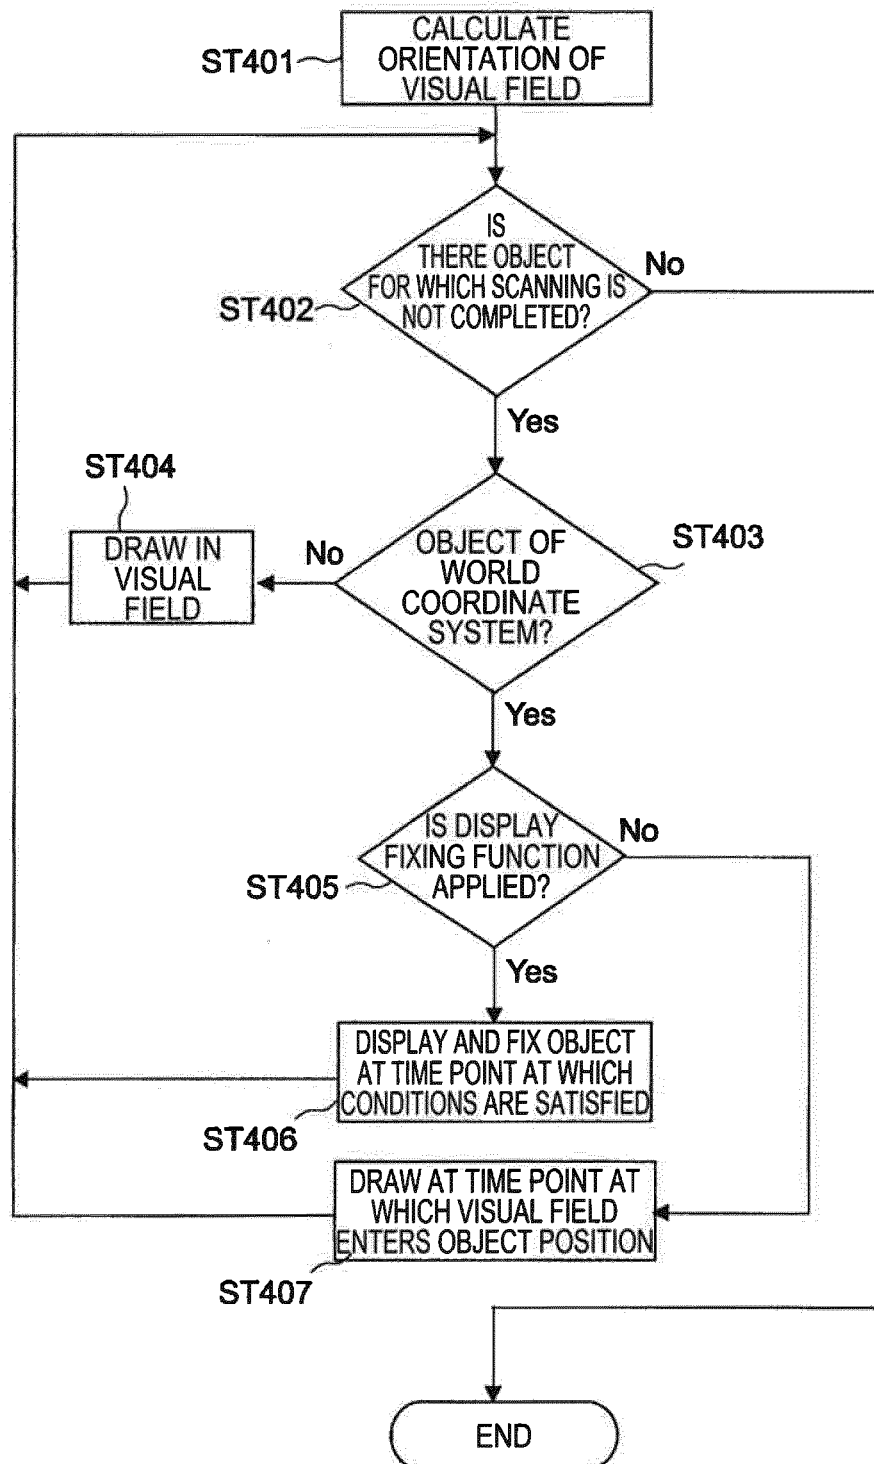 CALCULATE
ORIENTATION OF
VISUAL FIELD
ST401
IS
THERE OBJECT
FOR WHICH SCANNING IS
NOT COMPLETED?
No
ST402
Yes
ST404
DRAW IN
VISUAL
FIELD
No
OBJECT OF
WORLD
COORDINATE
SYSTEM?
ST403
Yes
IS DISPLAY
FIXING FUNCTION
APPLIED?
No
ST405
Yes
DISPLAY AND FIX OBJECT
AT TIME POINT AT WHICH
CONDITIONS ARE SATISFIED
ST406
DRAW AT TIME POINT AT
WHICH VISUAL FIELD
ENTERS OBJECT POSITION
ST407
END